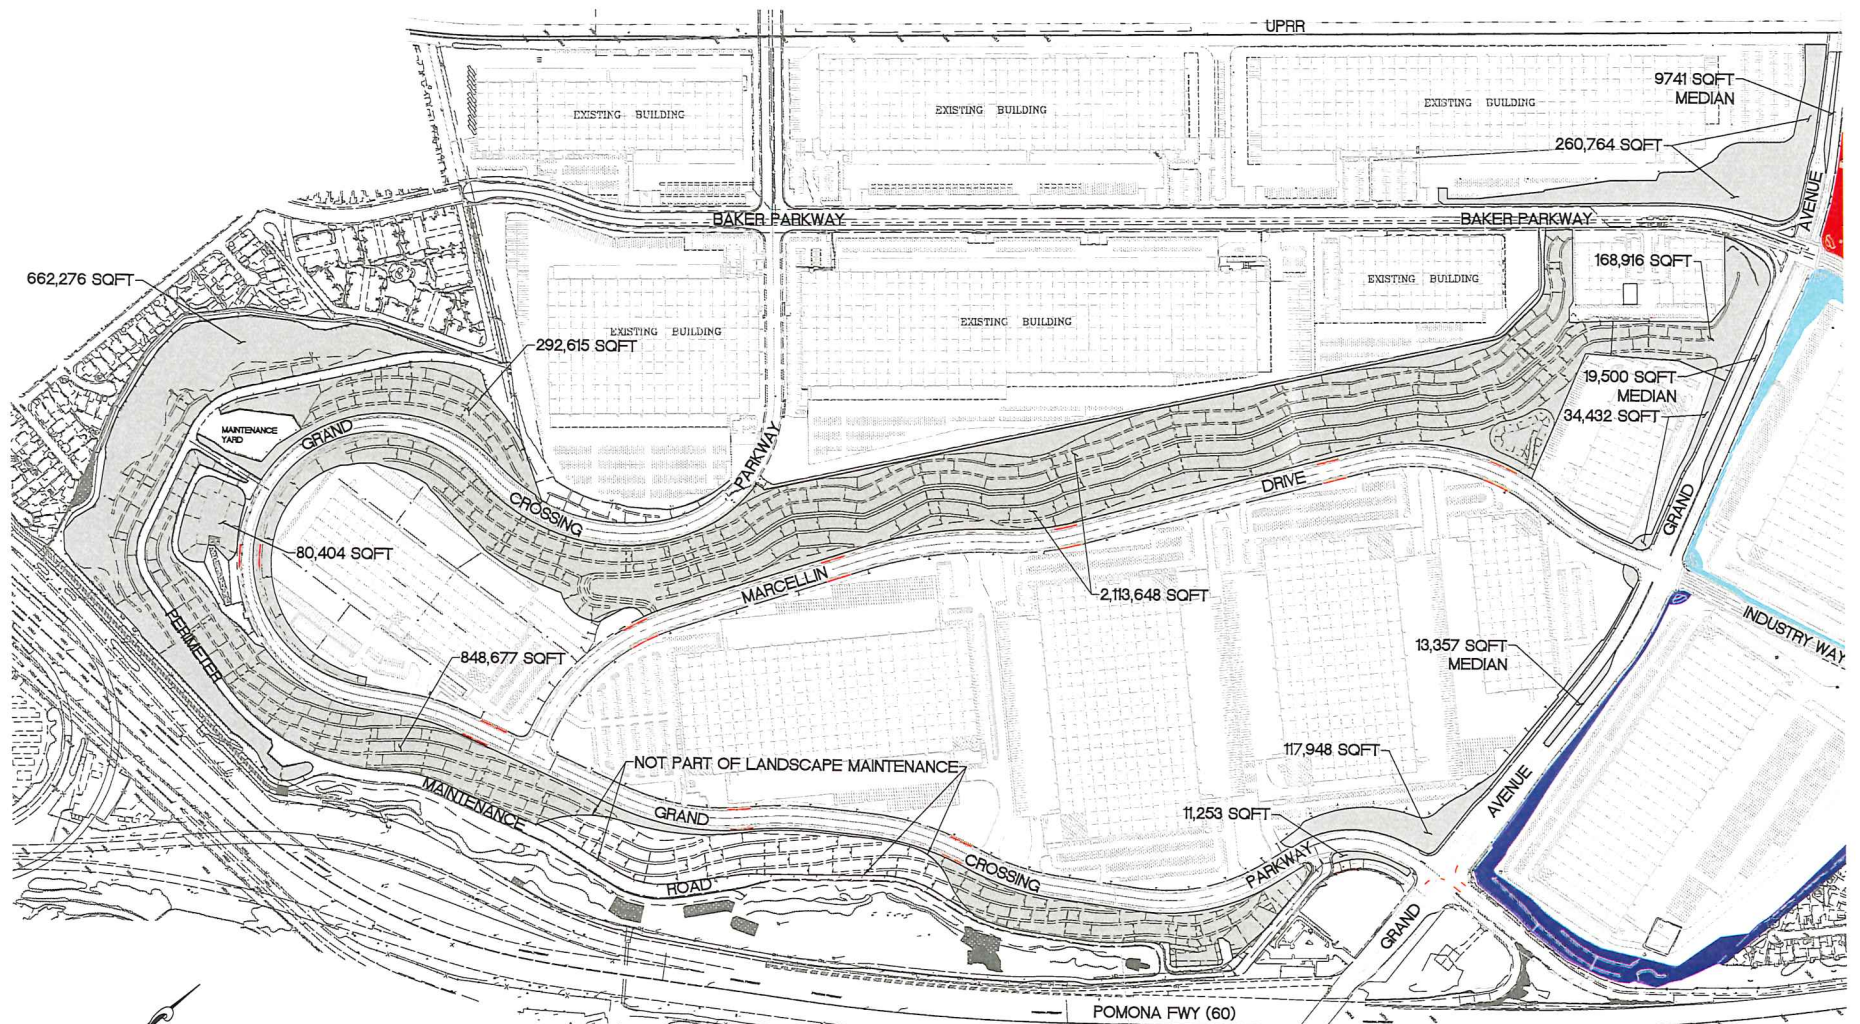 UPRR
9741 SQFT
MEDIAN
EXISTING BUILDING
EXISTING BUILDING
EXISTING BUILDING
260,764 SQFT
AVENUE
BAKER PARKWAY
BAKER PARKWAY
662,276 SQFT
168,916 SQFT
EXISTING BUILDING
EXISTING BUILDING
EXISTING BUILDING
292,615 SQFT
19,500 SQFT
MEDIAN
34,432 SQFT
MAINTENANCE
YARD
GRAND
PARKWAY
CROSSING
DRIVE
GRAND
80,404 SQFT
MARCELLIN
2,113,648 SQFT
PERIMETER
INDUSTRY WAY
848,677 SQFT
13,357 SQFT
MEDIAN
117,948 SQFT
NOT PART OF LANDSCAPE MAINTENANCE
MAINTENANCE
GRAND
AVENUE
11,253 SQFT
CROSSING
PARKWAY
ROAD
GRAND
POMONA FWY (60)